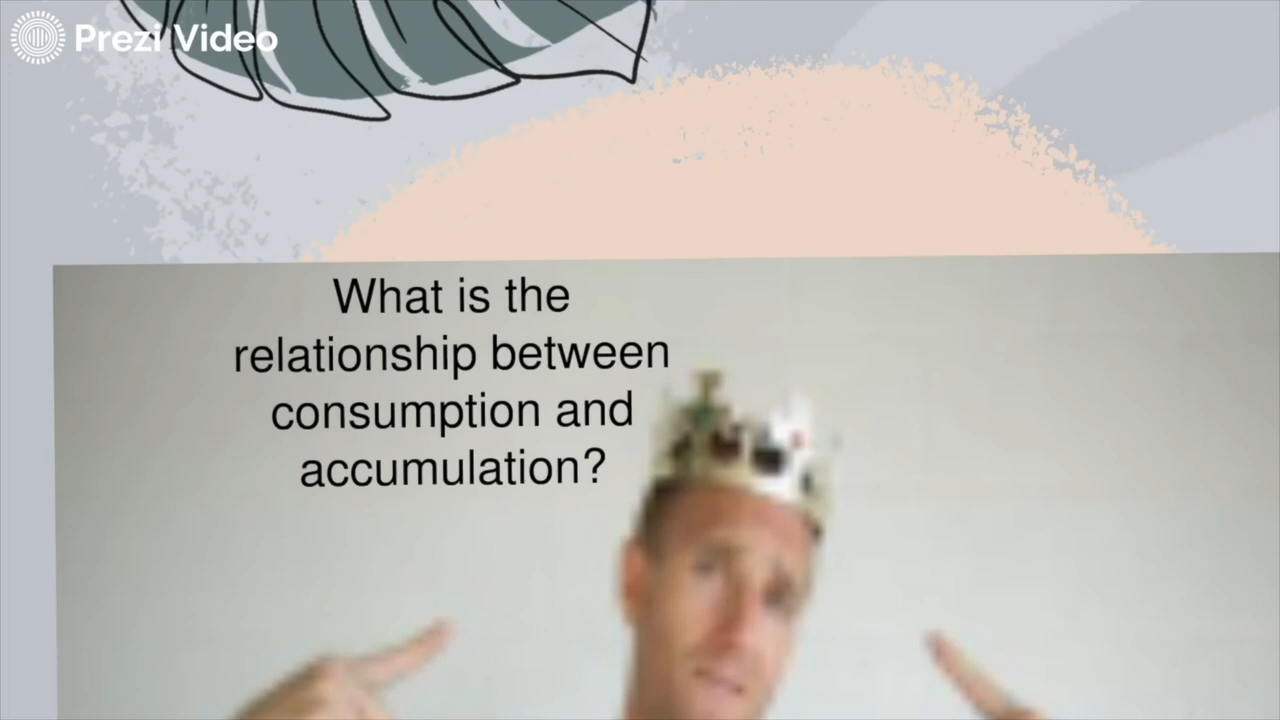 Prezi Video
What is the
relationship between
consumption and
accumulation?